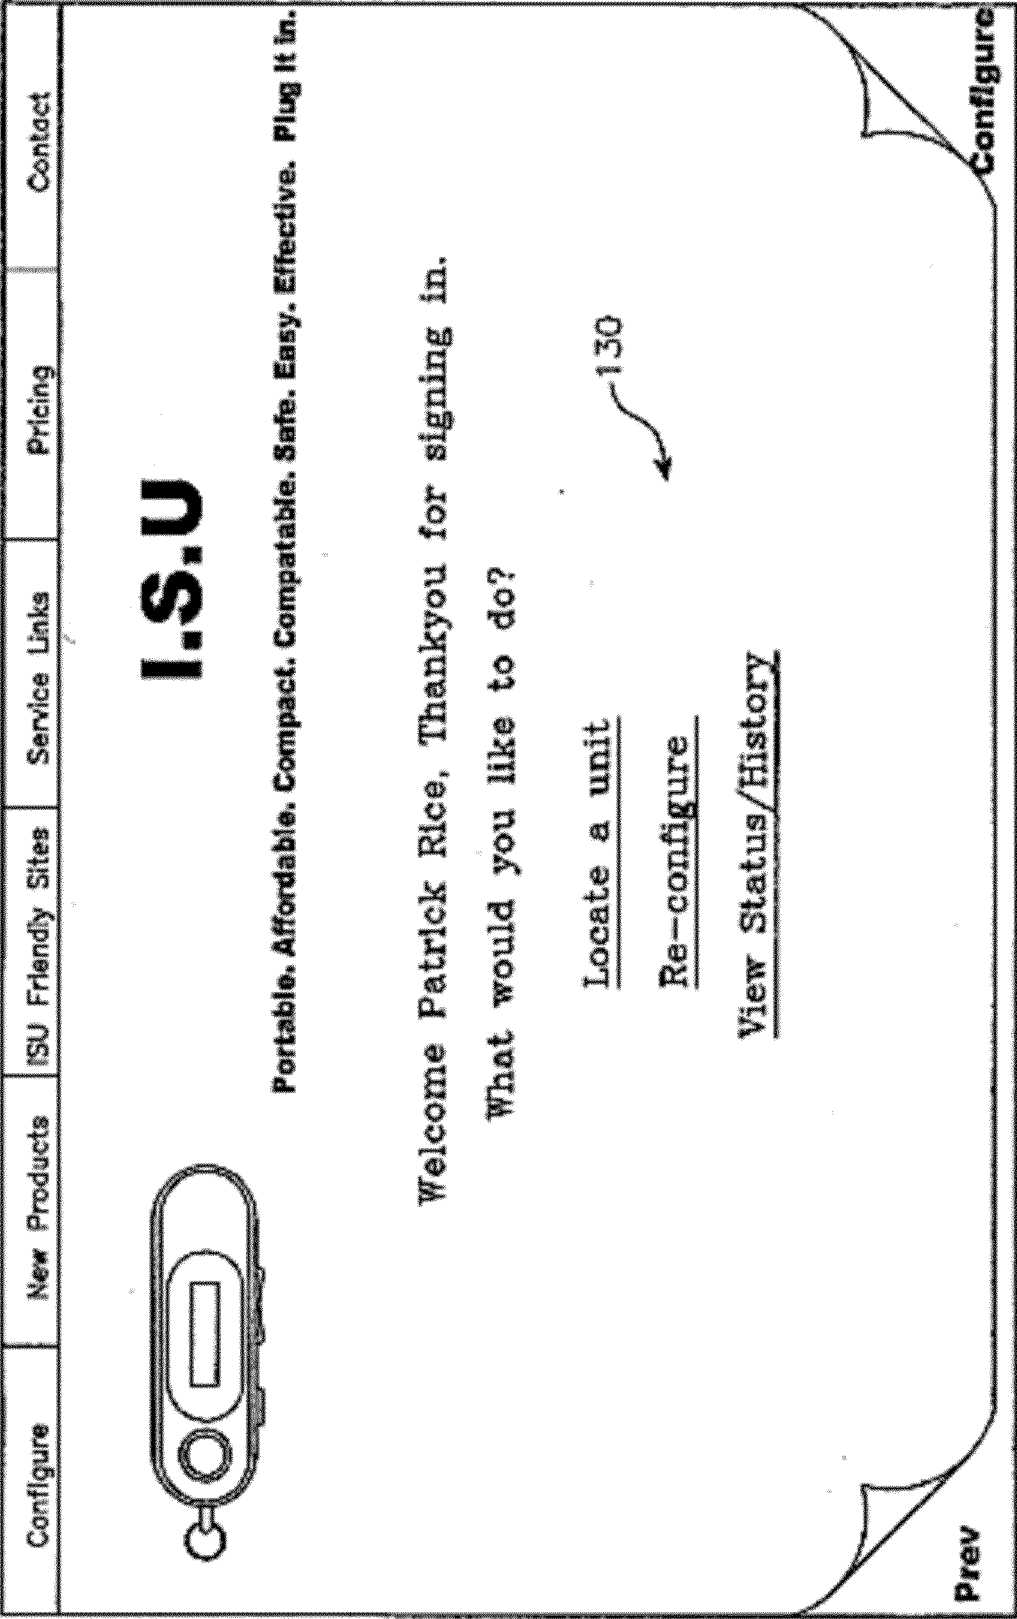 Configure New Products ISU Friendly Sites Service Links Pricing Contact
I.S.U
Portable. Affordable. Compact. Compatable. Safe. Easy. Effective. Plug it in.
Welcome Patrick Rice, Thankyou for signing in.
What would you like to do?
130
Locate a unit
Re-configure
View Status/History
Prev
Configure